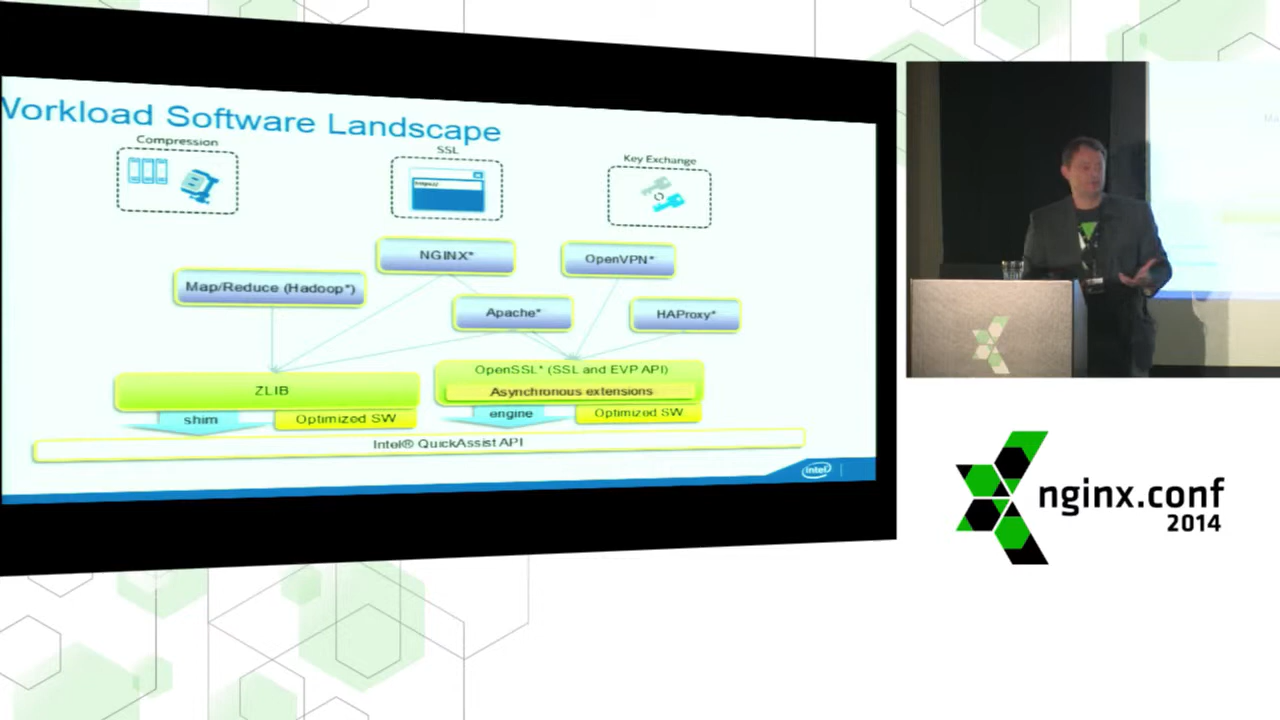 Workload Software Landscape
Compression
SSL
Key Exchange
https://
NGINX*
OpenVPN*
Map/Reduce (Hadoop*)
Apache*
HAProxy*
OpenSSL* (SSL and EVP API)
ZLIB
Asynchronous extensions
shim
Optimized SW
engine
Optimized SW
Intel® QuickAssist API
intel
nginx.conf
2014